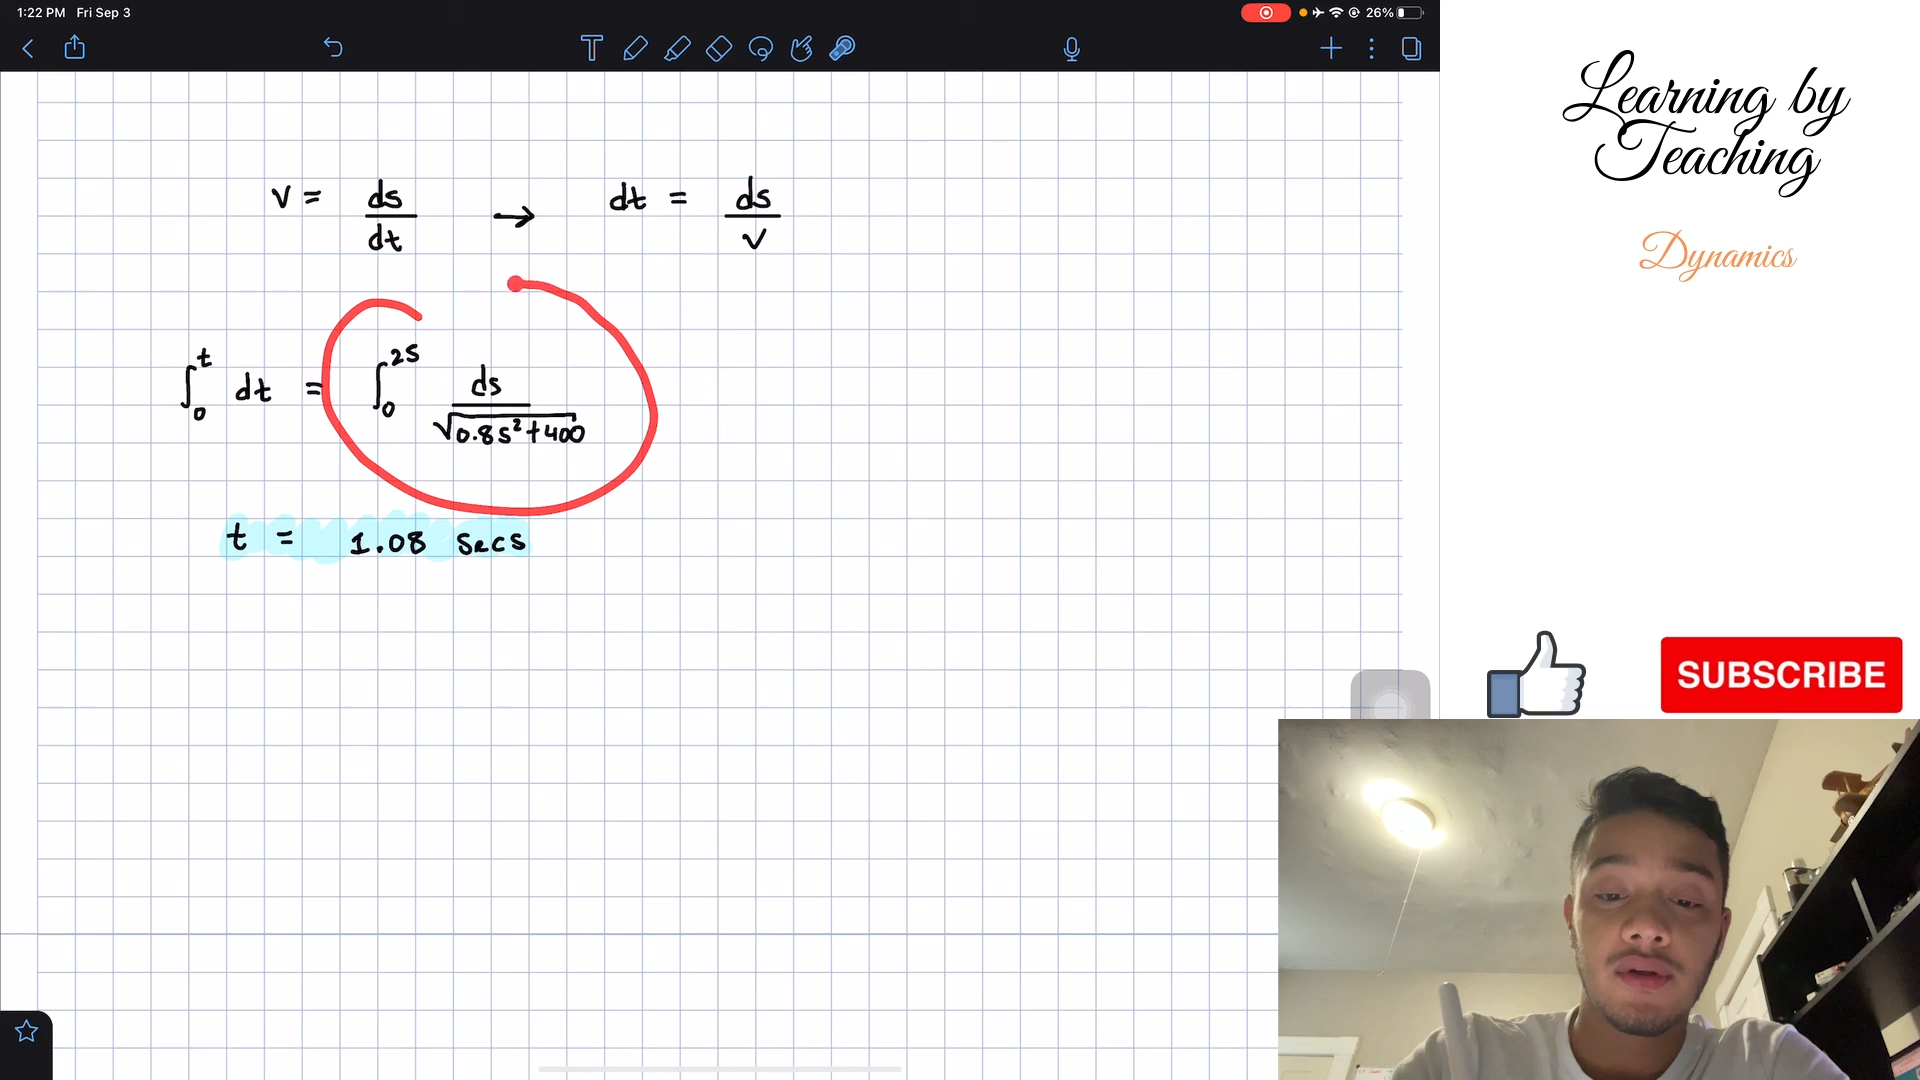 1:22 PM Fri Sep 3
26%
Learning by
Teaching
Dynamics
v = ds/dt → dt = ds/v
∫₀ᵗ dt = ∫₀²⁵ ds/√(0.8s²+400)
t = 1.08 secs
SUBSCRIBE